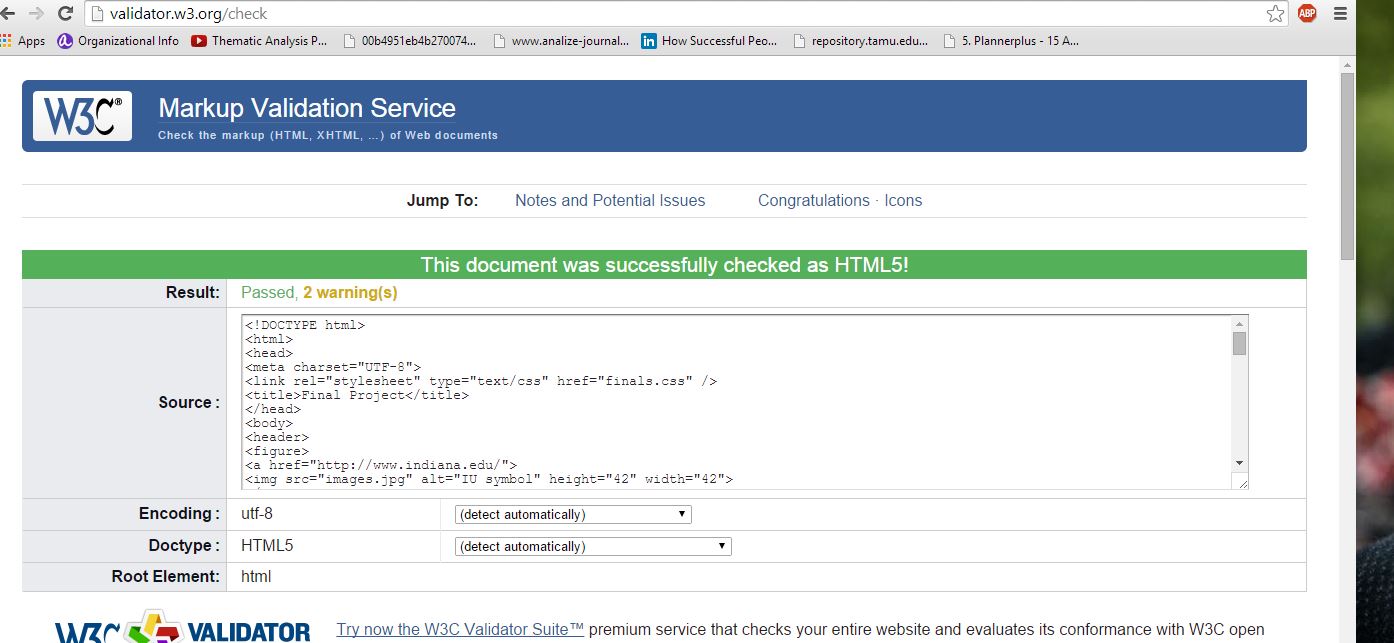 validator.w3.org/check
ABP
Apps Organizational Info Thematic Analysis P... 00b4951eb4b270074... www.analize-journal... How Successful Peo... repository.tamu.edu... 5. Plannerplus - 15 A...
W3C® Markup Validation Service
Check the markup (HTML, XHTML, …) of Web documents
Jump To: Notes and Potential Issues Congratulations · Icons
This document was successfully checked as HTML5!
Result: Passed, 2 warning(s)
Source :
<!DOCTYPE html>
<html>
<head>
<meta charset="UTF-8">
<link rel="stylesheet" type="text/css" href="finals.css" />
<title>Final Project</title>
</head>
<body>
<header>
<figure>
<a href="http://www.indiana.edu/">
<img src="images.jpg" alt="IU symbol" height="42" width="42">
Encoding : utf-8 (detect automatically)
Doctype : HTML5 (detect automatically)
Root Element: html
W3C VALIDATOR Try now the W3C Validator Suite™ premium service that checks your entire website and evaluates its conformance with W3C open